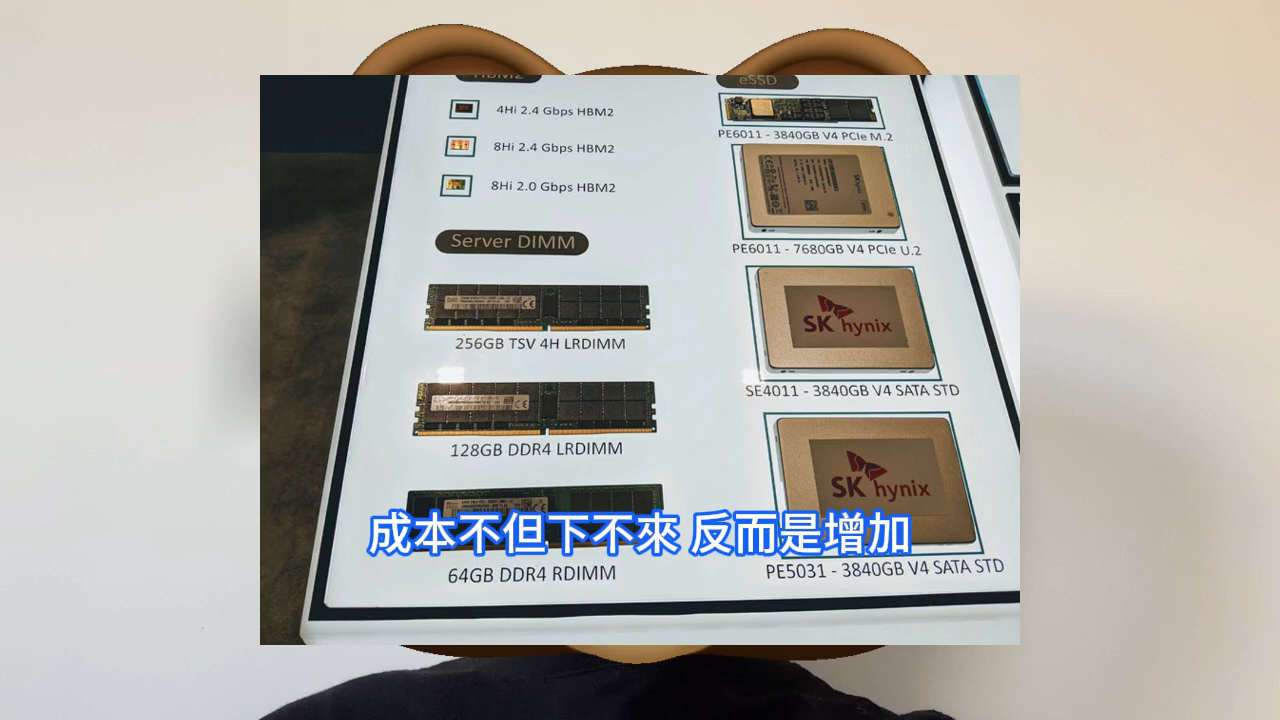 HBM2
4Hi 2.4 Gbps HBM2
8Hi 2.4 Gbps HBM2
8Hi 2.0 Gbps HBM2
Server DIMM
256GB TSV 4H LRDIMM
128GB DDR4 LRDIMM
64GB DDR4 RDIMM
eSSD
PE6011 - 3840GB V4 PCIe M.2
PE6011 - 7680GB V4 PCIe U.2
SK hynix
SE4011 - 3840GB V4 SATA STD
SK hynix
PE5031 - 3840GB V4 SATA STD
成本不但下不來 反而是增加